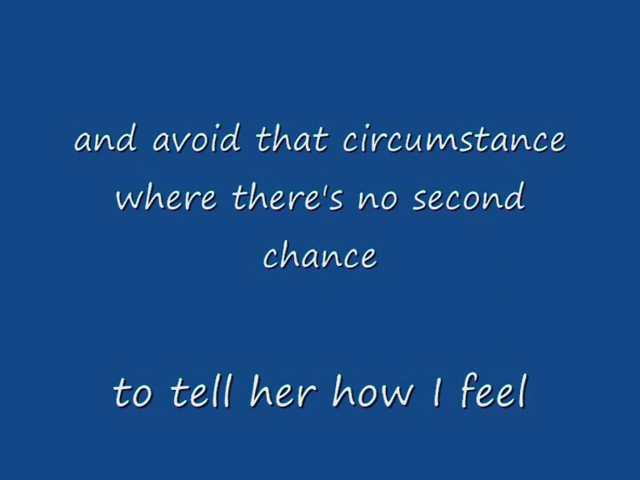 and avoid that circumstance
where there's no second
chance
to tell her how I feel